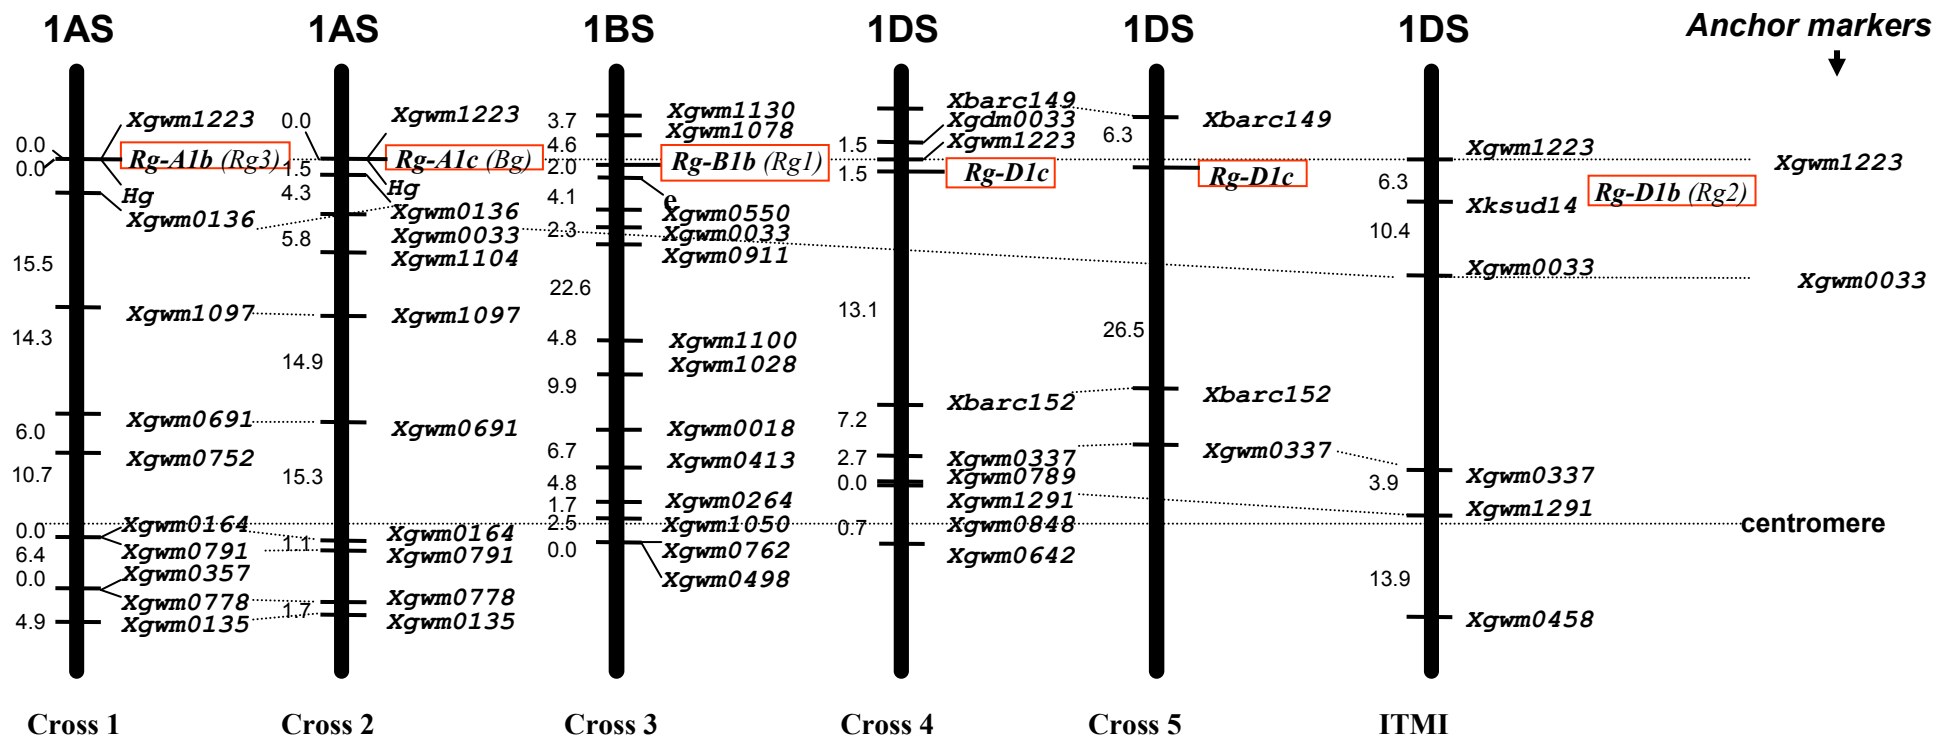 1AS 1AS 1BS 1DS 1DS 1DS Anchor markers
Xgwm1223
0.0
0.0
Rg-A1b (Rg3)
Hg
Xgwm0136
15.5
Xgwm1097
14.3
Xgwm0691
6.0
Xgwm0752
10.7
Xgwm0164
0.0
Xgwm0791
6.4
Xgwm0357
0.0
Xgwm0778
4.9
Xgwm0135
Cross 1
0.0
Xgwm1223
Rg-A1c (Bg)
1.5
Hg
4.3
Xgwm0136
Xgwm0033
5.8
Xgwm1104
Xgwm1097
14.9
Xgwm0691
15.3
Xgwm0164
1.1
Xgwm0791
Xgwm0778
1.7
Xgwm0135
Cross 2
Xgwm1130
3.7
Xgwm1078
4.6
Rg-B1b (Rg1)
2.0
e
4.1
Xgwm0550
2.3
Xgwm0033
Xgwm0911
22.6
Xgwm1100
4.8
Xgwm1028
9.9
Xgwm0018
6.7
Xgwm0413
4.8
Xgwm0264
1.7
Xgwm1050
2.5
Xgwm0762
0.0
Xgwm0498
Cross 3
Xbarc149
Xgdm0033
1.5
Xgwm1223
1.5
Rg-D1c
13.1
Xbarc152
7.2
Xgwm0337
2.7
Xgwm0789
0.0
Xgwm1291
Xgwm0848
0.7
Xgwm0642
Cross 4
Xbarc149
6.3
Rg-D1c
26.5
Xbarc152
Xgwm0337
Cross 5
Xgwm1223
6.3
Rg-D1b (Rg2)
Xksud14
10.4
Xgwm0033
Xgwm0337
3.9
Xgwm1291
13.9
Xgwm0458
ITMI
Xgwm1223
Xgwm0033
centromere